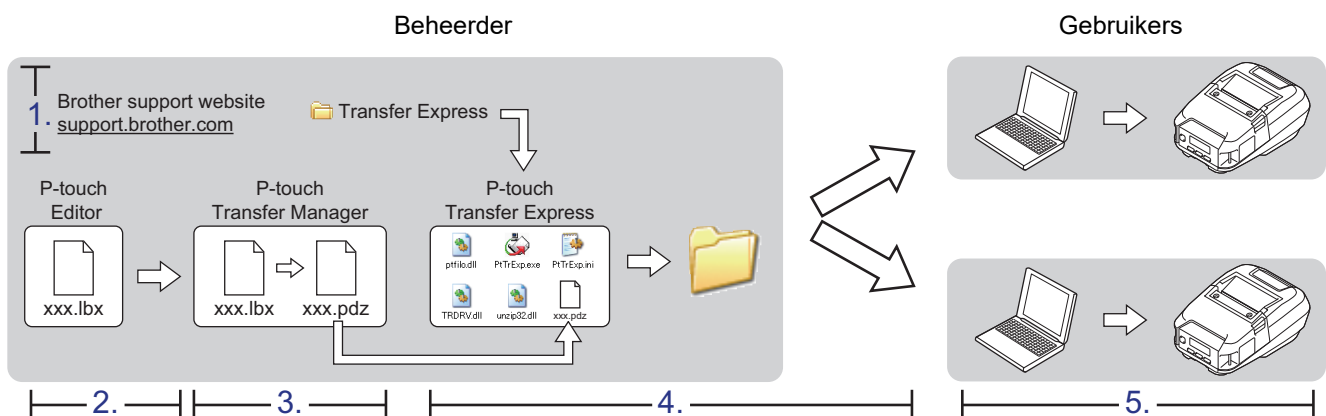 Beheerder
Gebruikers
1.
Brother support website
support.brother.com
Transfer Express
P-touch
Editor
xxx.lbx
P-touch
Transfer Manager
xxx.lbx
xxx.pdz
P-touch
Transfer Express
ptfilo.dll
PtTrExp.exe
PtTrExp.ini
TRDRV.dll
unzip32.dll
xxx.pdz
2.
3.
4.
5.